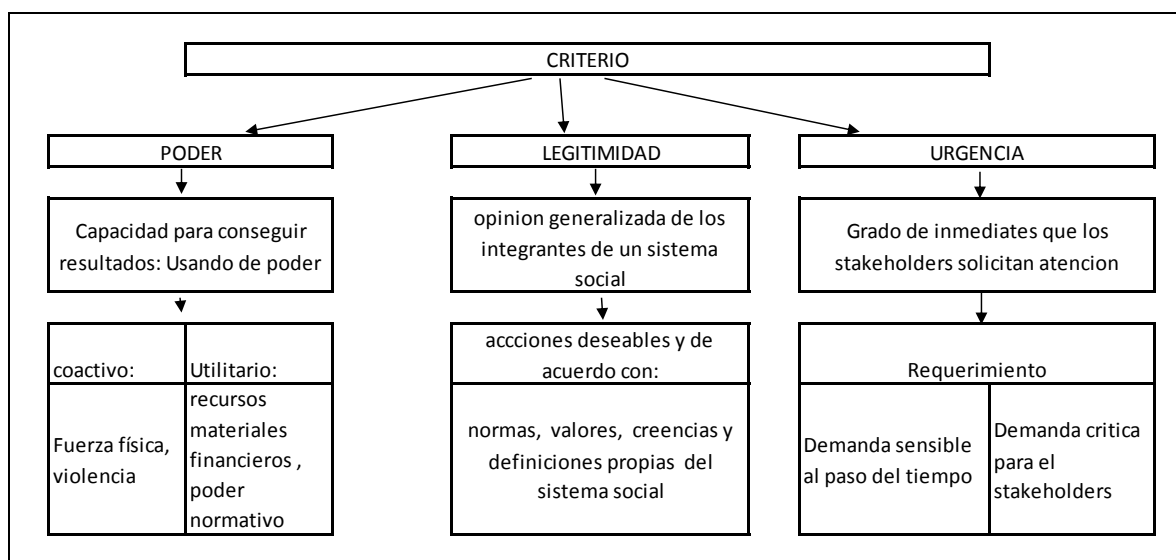 CRITERIO
PODER
Capacidad para conseguir
resultados: Usando de poder
coactivo:
Utilitario:
Fuerza física,
violencia
recursos
materiales
financieros ,
poder
normativo
LEGITIMIDAD
opinion generalizada de los
integrantes de un sistema
social
accciones deseables y de
acuerdo con:
normas, valores, creencias y
definiciones propias del
sistema social
URGENCIA
Grado de inmediates que los
stakeholders solicitan atencion
Requerimiento
Demanda sensible
al paso del tiempo
Demanda critica
para el
stakeholders